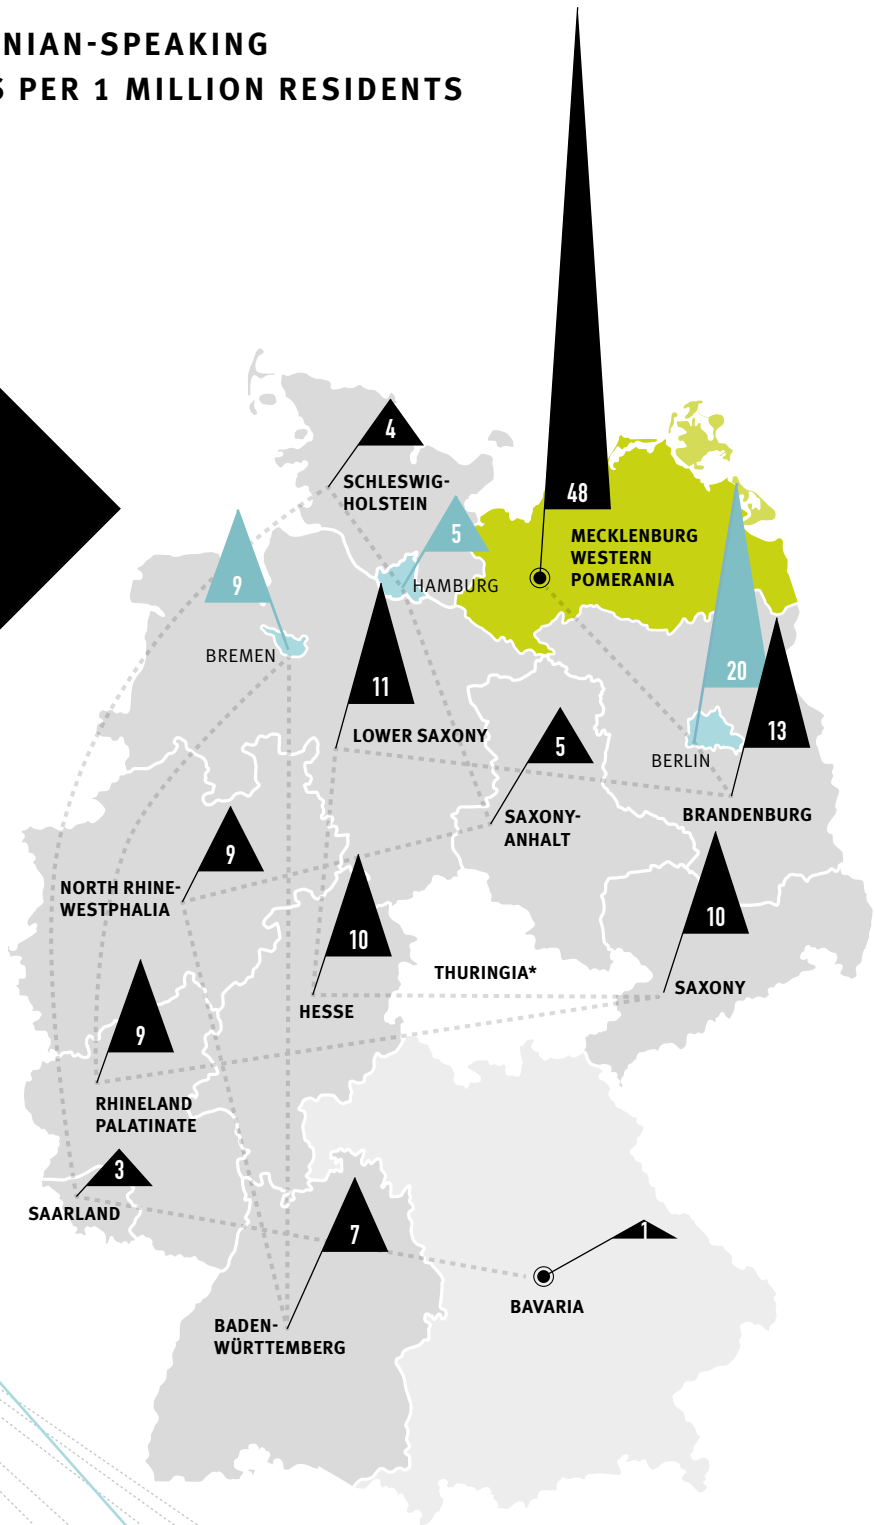 NIAN-SPEAKING
S PER 1 MILLION RESIDENTS
4
SCHLESWIG-
HOLSTEIN
48
MECKLENBURG
WESTERN
POMERANIA
5
HAMBURG
9
BREMEN
11
LOWER SAXONY
20
BERLIN
13
BRANDENBURG
5
SAXONY-
ANHALT
9
NORTH RHINE-
WESTPHALIA
10
HESSE
THURINGIA*
10
SAXONY
9
RHINELAND
PALATINATE
3
SAARLAND
7
BADEN-
WÜRTTEMBERG
1
BAVARIA